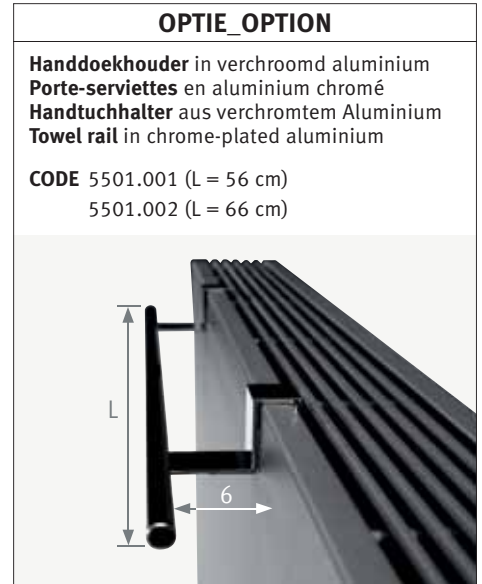 OPTIE_OPTION
Handdoekhouder in verchroomd aluminium
Porte-serviettes en aluminium chromé
Handtuchhalter aus verchromtem Aluminium
Towel rail in chrome-plated aluminium
CODE 5501.001 (L = 56 cm)
5501.002 (L = 66 cm)
L
6